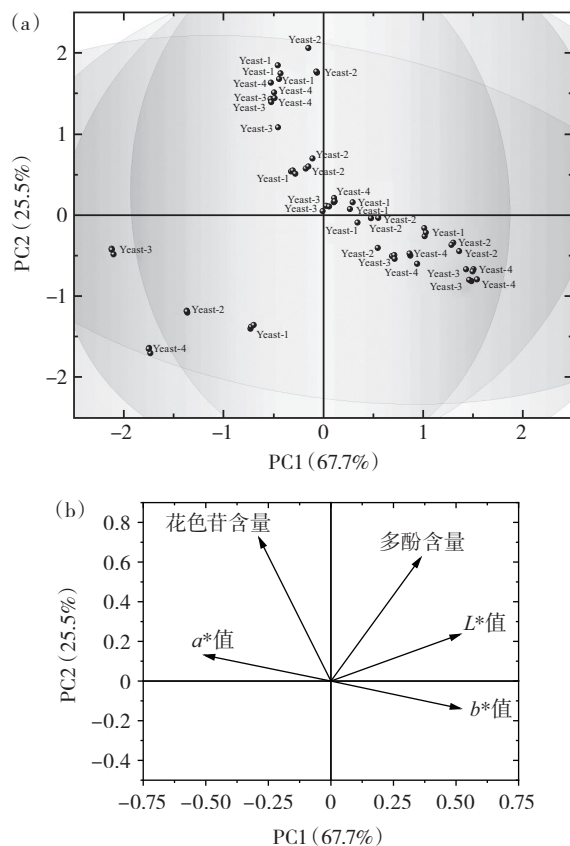 (a)
2
1
0
−1
−2
PC2 (25.5%)
Yeast-2
Yeast-1
Yeast-1
Yeast-2
Yeast-4
Yeast-1
Yeast-4
Yeast-3
Yeast-4
Yeast-3
Yeast-3
Yeast-2
Yeast-1
Yeast-2
Yeast-4
Yeast-3
Yeast-1
Yeast-3
Yeast-2
Yeast-1
Yeast-1
Yeast-2
Yeast-2
Yeast-2
Yeast-4
Yeast-3
Yeast-3
Yeast-4
Yeast-4
Yeast-3
Yeast-4
Yeast-3
Yeast-2
Yeast-1
Yeast-4
−2
−1
0
1
2
PC1 (67.7%)
(b)
0.8
0.6
0.4
0.2
0
−0.2
−0.4
PC2 (25.5%)
花色苷含量
多酚含量
L*值
a*值
b*值
−0.75
−0.50
−0.25
0
0.25
0.50
0.75
PC1 (67.7%)